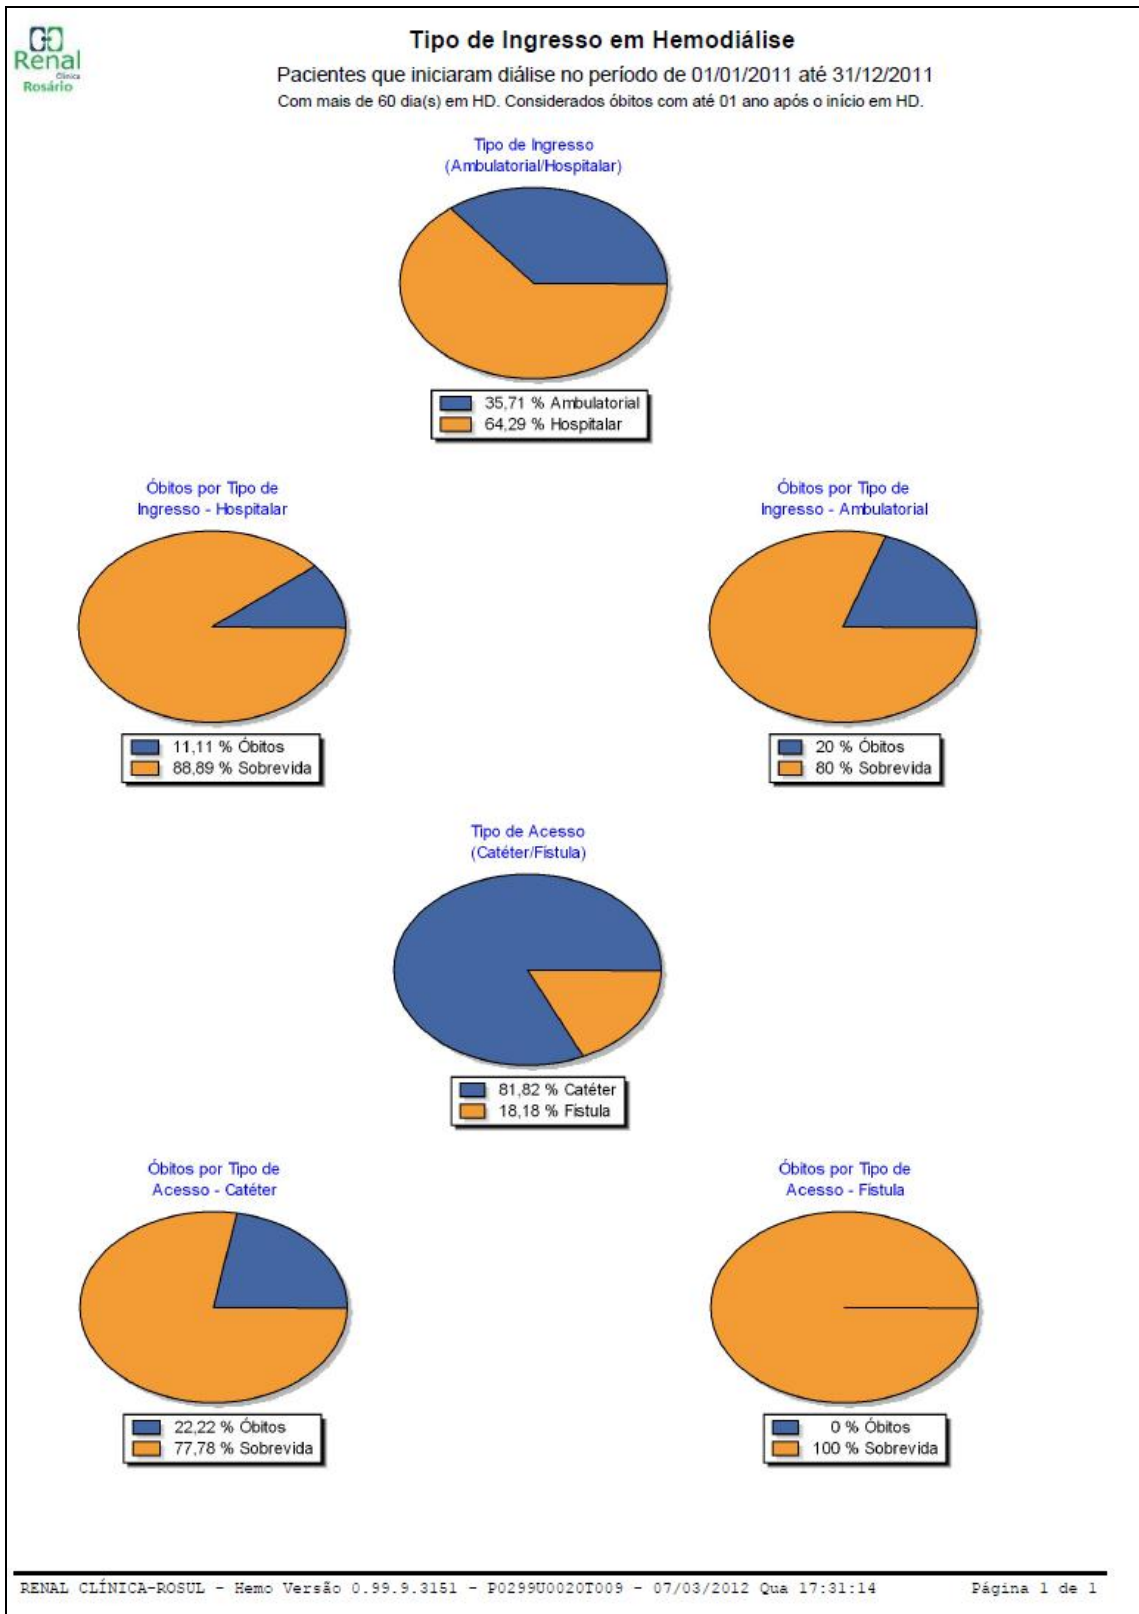 Renal
Clínica
Rosário
Tipo de Ingresso em Hemodiálise
Pacientes que iniciaram diálise no período de 01/01/2011 até 31/12/2011
Com mais de 60 dia(s) em HD. Considerados óbitos com até 01 ano após o início em HD.
Tipo de Ingresso
(Ambulatorial/Hospitalar)
35,71 % Ambulatorial
64,29 % Hospitalar
Óbitos por Tipo de
Ingresso - Hospitalar
11,11 % Óbitos
88,89 % Sobrevida
Óbitos por Tipo de
Ingresso - Ambulatorial
20 % Óbitos
80 % Sobrevida
Tipo de Acesso
(Catéter/Fístula)
81,82 % Catéter
18,18 % Fístula
Óbitos por Tipo de
Acesso - Catéter
22,22 % Óbitos
77,78 % Sobrevida
Óbitos por Tipo de
Acesso - Fístula
0 % Óbitos
100 % Sobrevida
RENAL CLÍNICA-ROSUL - Hemo Versão 0.99.9.3151 - P0299U0020T009 - 07/03/2012 Qua 17:31:14 Página 1 de 1